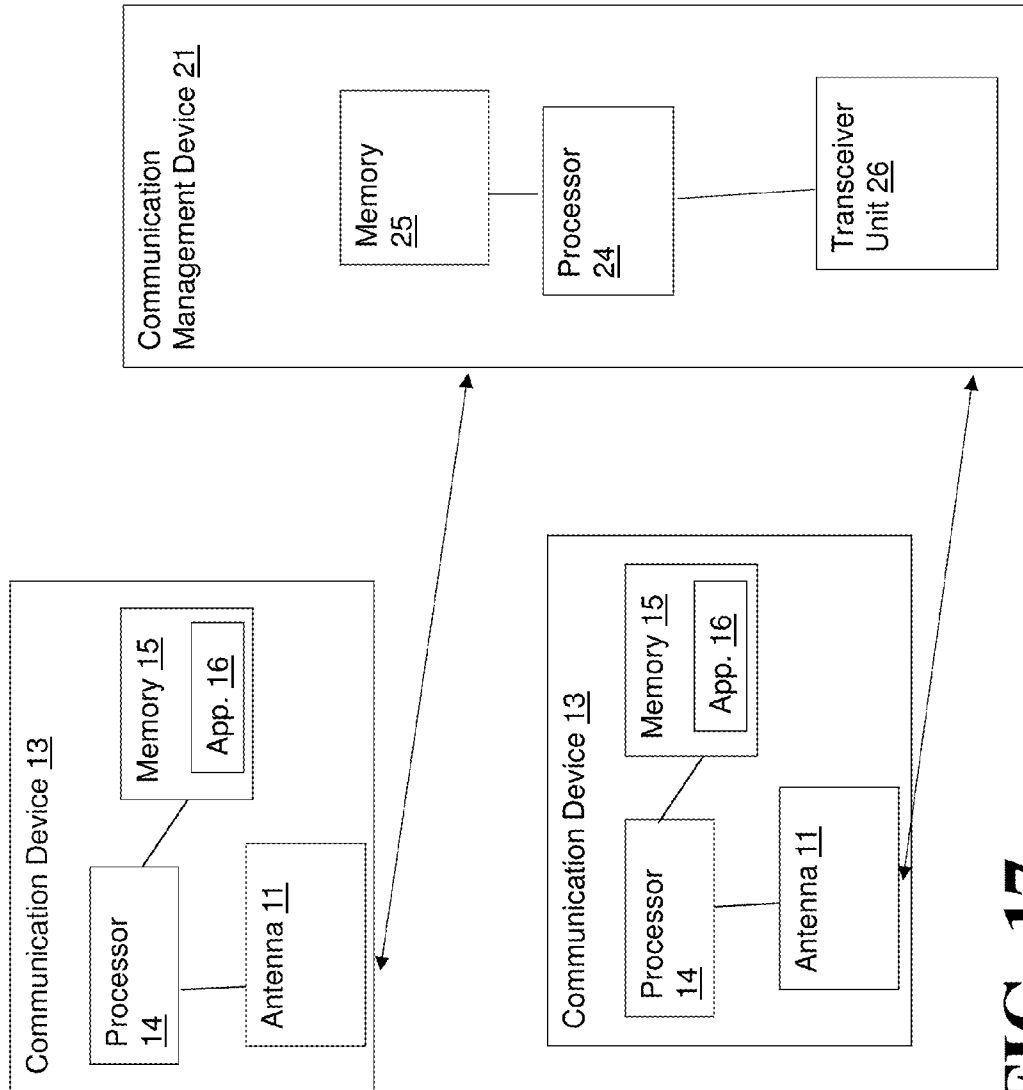 Communication Device 13
Processor
14
Memory 15
App. 16
Antenna 11
Communication Device 13
Processor
14
Memory 15
App. 16
Antenna 11
Communication
Management Device 21
Memory
25
Processor
24
Transceiver
Unit 26
FIG. 17